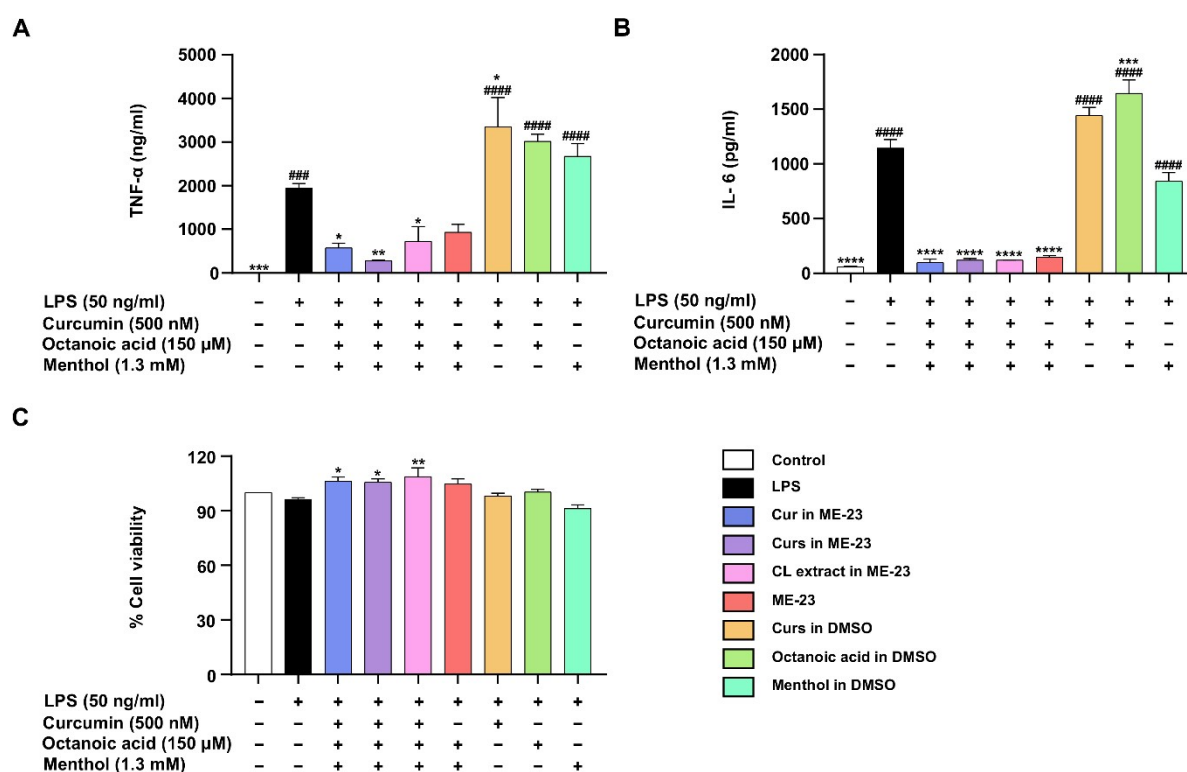 A
TNF-α (ng/ml)
5000
4000
3000
2000
1000
0
***
###
*
**
*
*
####
####
####
LPS (50 ng/ml) – + + + + + + + +
Curcumin (500 nM) – – + + + – + – –
Octanoic acid (150 µM) – – + + + + – + –
Menthol (1.3 mM) – – + + + + – – +
B
IL- 6 (pg/ml)
2000
1500
1000
500
0
****
####
****
****
****
****
####
***
####
####
LPS (50 ng/ml) – + + + + + + + +
Curcumin (500 nM) – – + + + – + – –
Octanoic acid (150 µM) – – + + + + – + –
Menthol (1.3 mM) – – + + + + – – +
C
% Cell viability
120
90
60
30
0
*
*
**
LPS (50 ng/ml) – + + + + + + + +
Curcumin (500 nM) – – + + + – + – –
Octanoic acid (150 µM) – – + + + + – + –
Menthol (1.3 mM) – – + + + + – – +
Control
LPS
Cur in ME-23
Curs in ME-23
CL extract in ME-23
ME-23
Curs in DMSO
Octanoic acid in DMSO
Menthol in DMSO